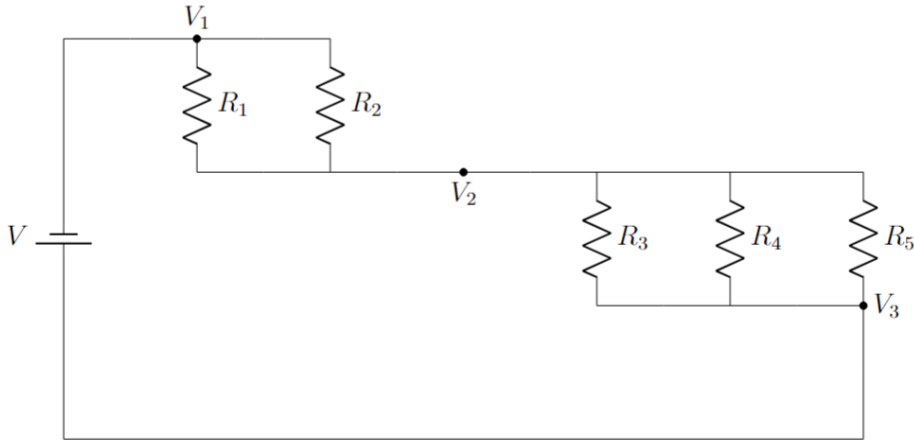 V₁
R₁
R₂
V₂
V
R₃
R₄
R₅
V₃